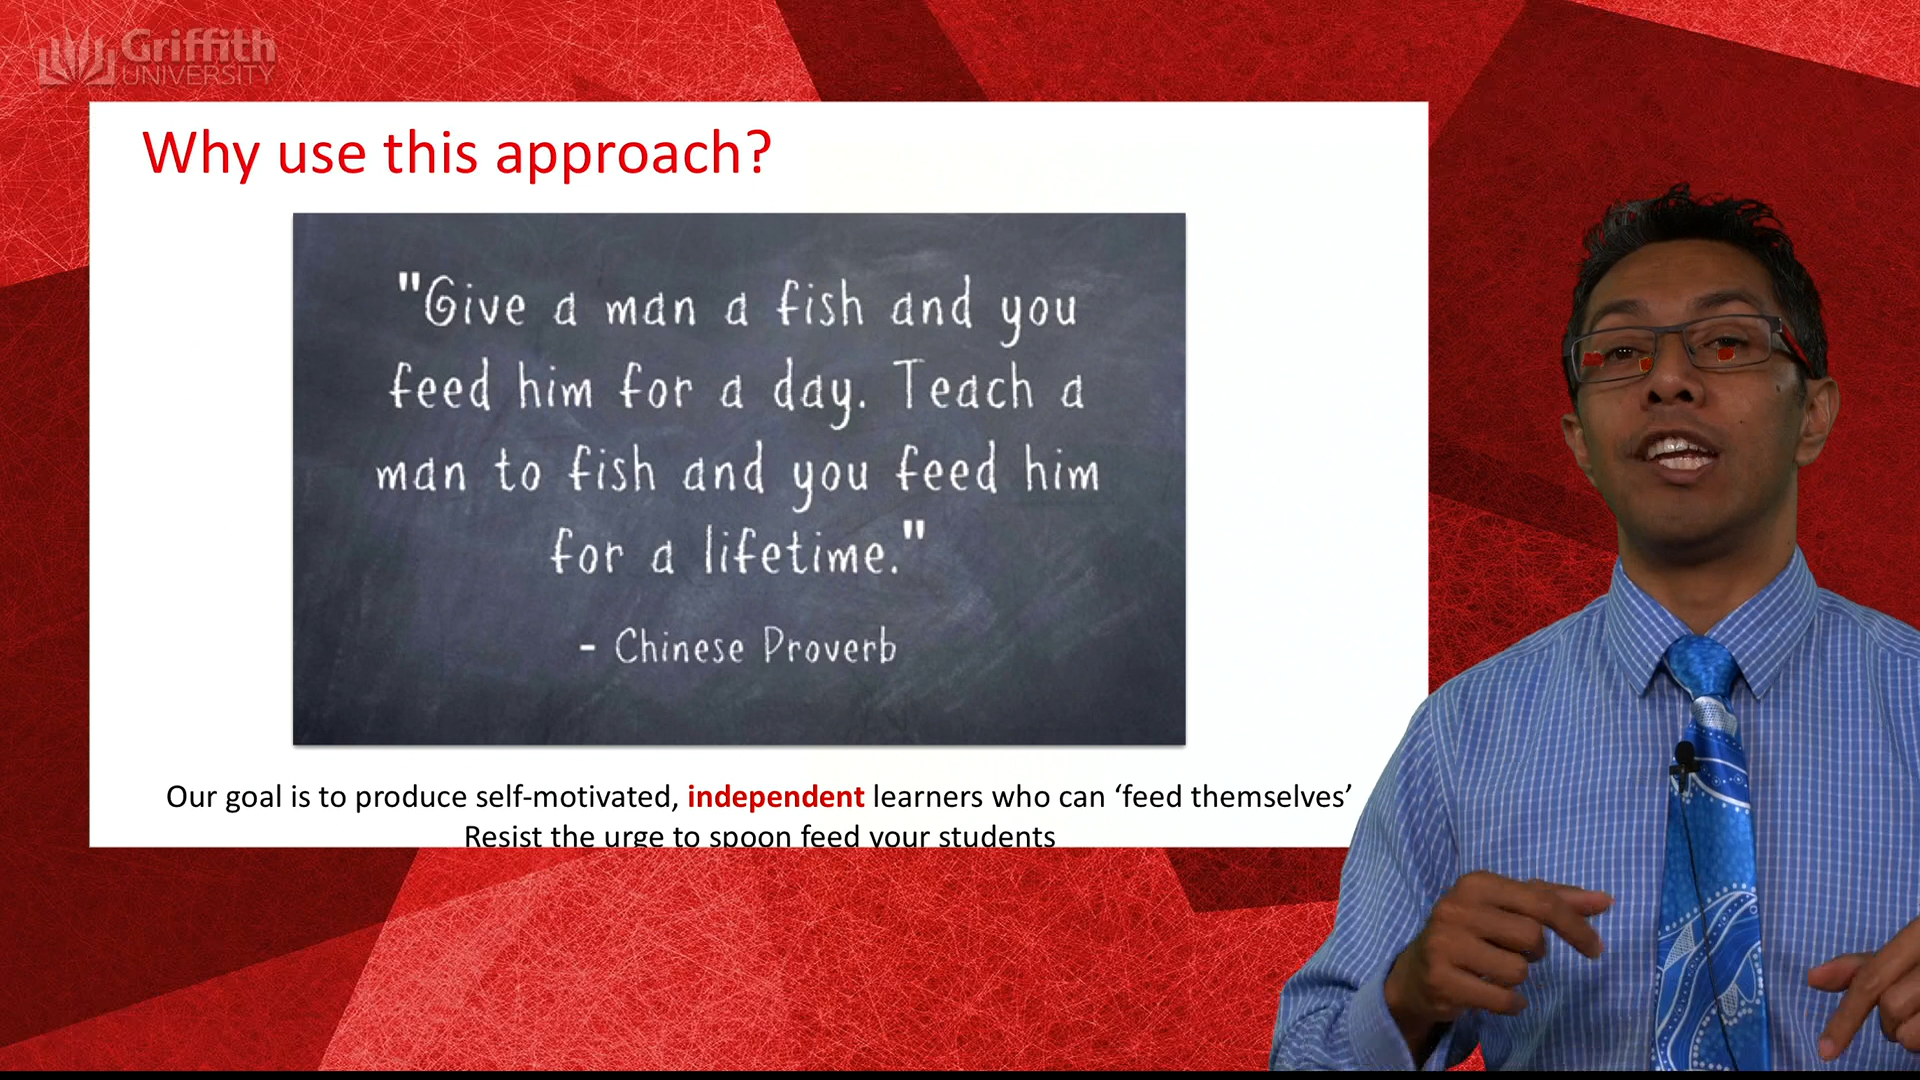 Griffith
UNIVERSITY
Why use this approach?
"Give a man a fish and you
feed him for a day. Teach a
man to fish and you feed him
for a lifetime."
- Chinese Proverb
Our goal is to produce self-motivated, independent learners who can ‘feed themselves’
Resist the urge to spoon feed your students